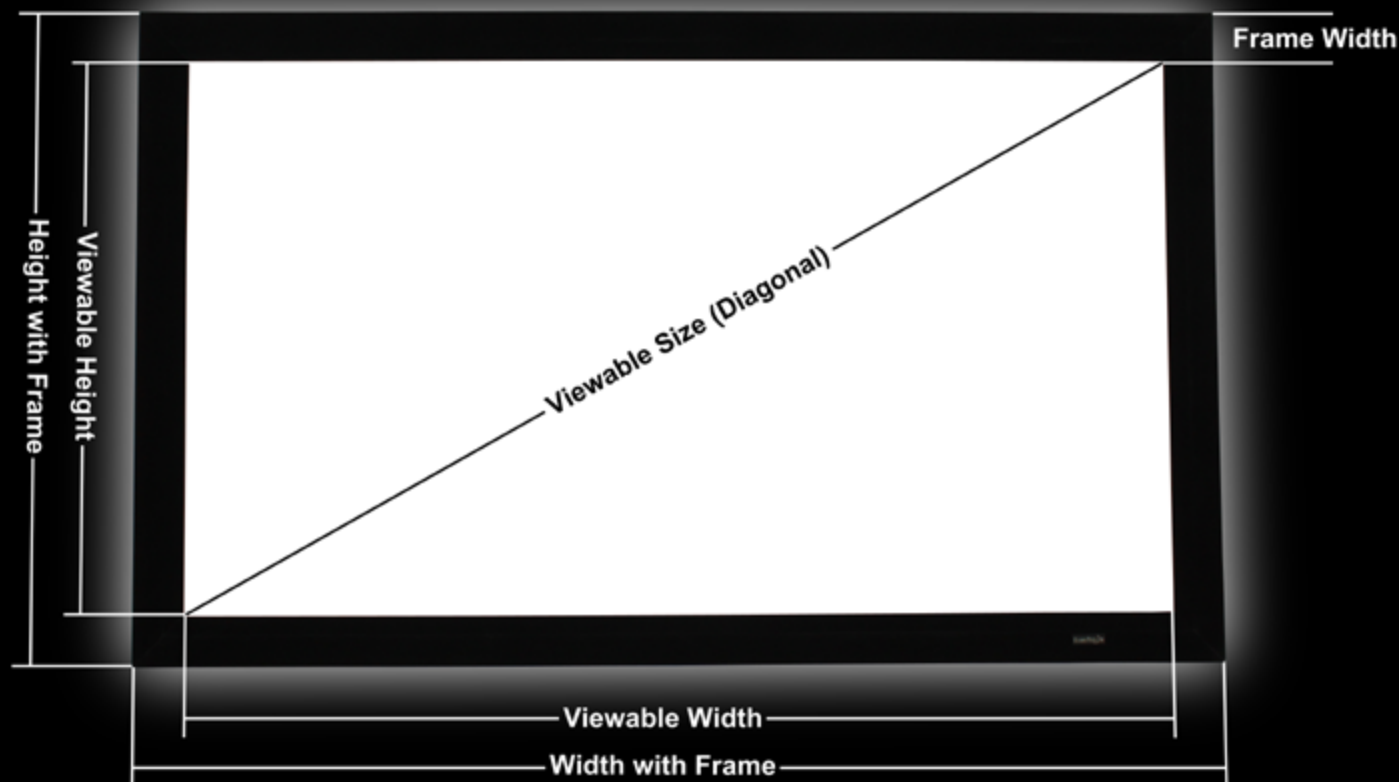 Frame Width
Height with Frame
Viewable Height
Viewable Size (Diagonal)
Viewable Width
Width with Frame